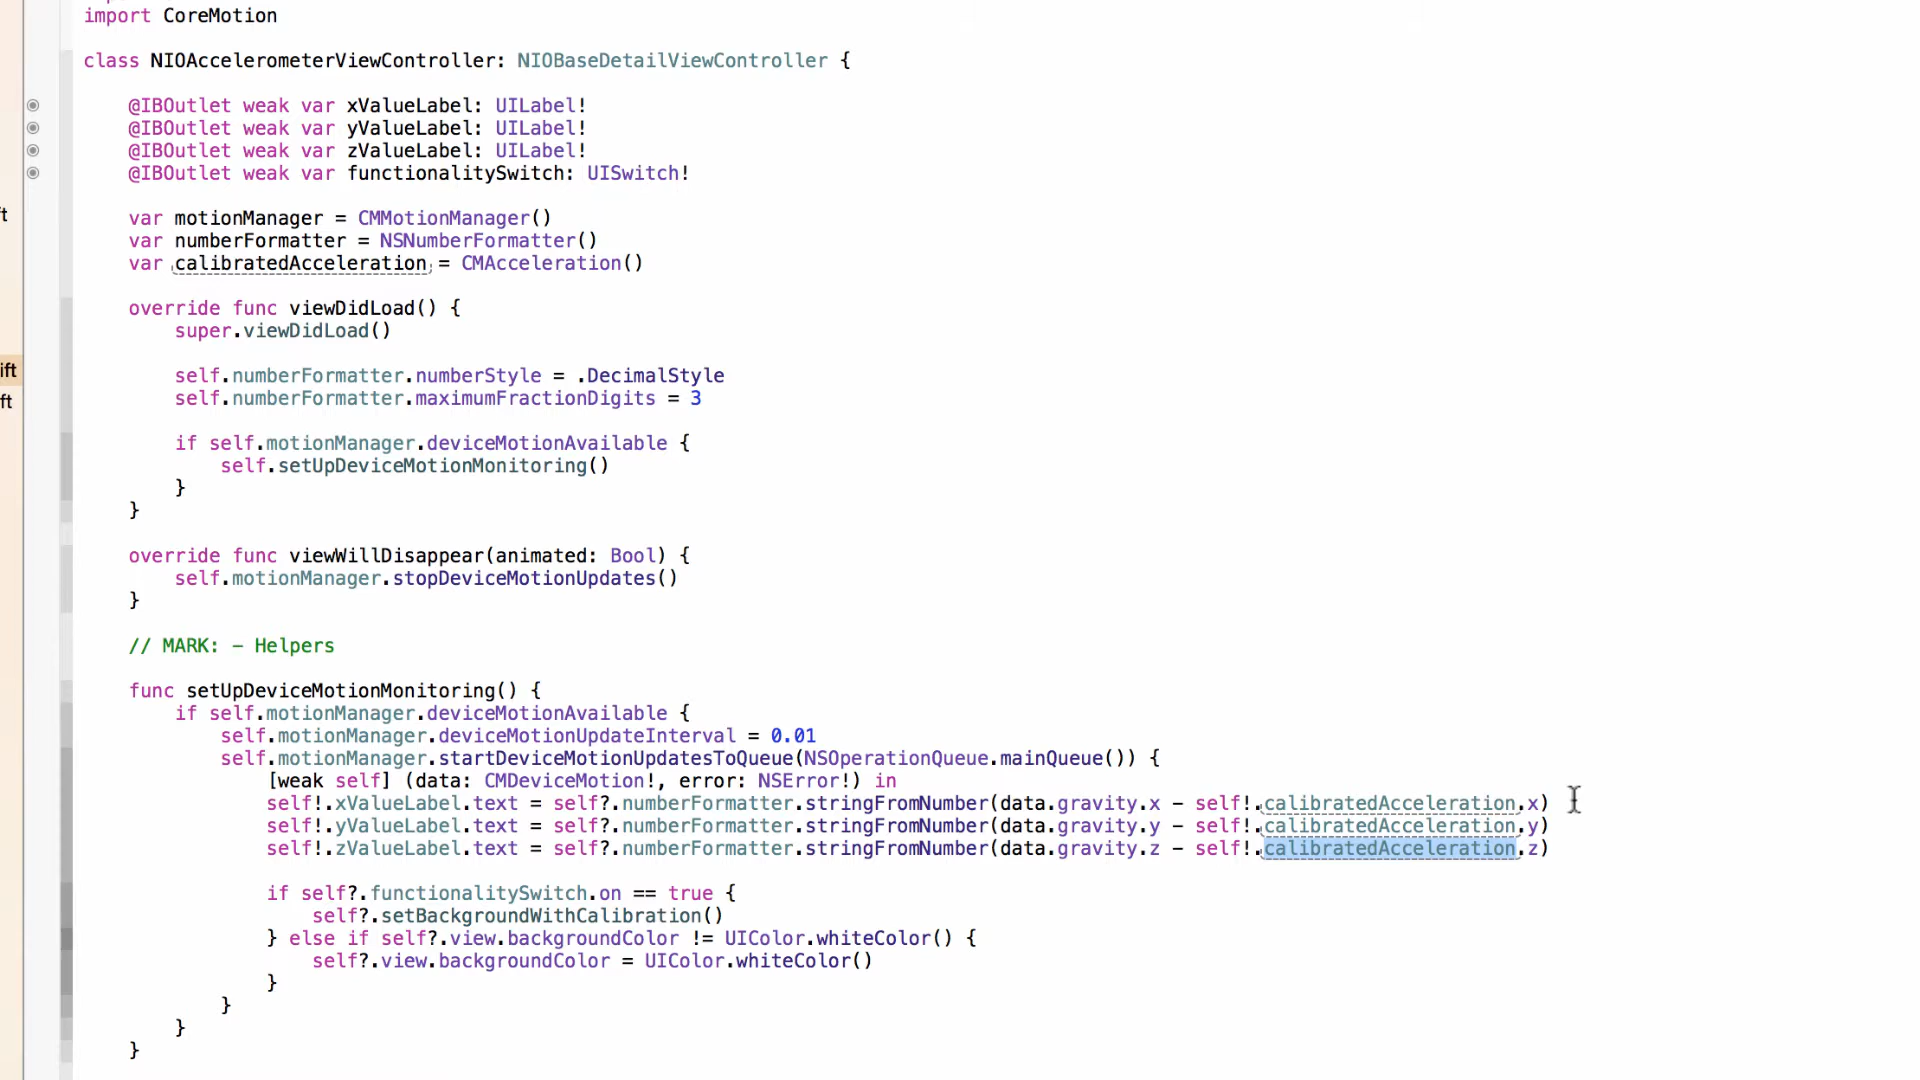 import CoreMotion
class NIOAccelerometerViewController: NIOBaseDetailViewController {
@IBOutlet weak var xValueLabel: UILabel!
@IBOutlet weak var yValueLabel: UILabel!
@IBOutlet weak var zValueLabel: UILabel!
@IBOutlet weak var functionalitySwitch: UISwitch!
ft
var motionManager = CMMotionManager()
var numberFormatter = NSNumberFormatter()
var calibratedAcceleration = CMAcceleration()
override func viewDidLoad() {
super.viewDidLoad()
ift
self.numberFormatter.numberStyle = .DecimalStyle
ft
self.numberFormatter.maximumFractionDigits = 3
if self.motionManager.deviceMotionAvailable {
self.setUpDeviceMotionMonitoring()
}
}
override func viewWillDisappear(animated: Bool) {
self.motionManager.stopDeviceMotionUpdates()
}
// MARK: - Helpers
func setUpDeviceMotionMonitoring() {
if self.motionManager.deviceMotionAvailable {
self.motionManager.deviceMotionUpdateInterval = 0.01
self.motionManager.startDeviceMotionUpdatesToQueue(NSOperationQueue.mainQueue()) {
[weak self] (data: CMDeviceMotion!, error: NSError!) in
self!.xValueLabel.text = self?.numberFormatter.stringFromNumber(data.gravity.x - self!.calibratedAcceleration.x)
self!.yValueLabel.text = self?.numberFormatter.stringFromNumber(data.gravity.y - self!.calibratedAcceleration.y)
self!.zValueLabel.text = self?.numberFormatter.stringFromNumber(data.gravity.z - self!.calibratedAcceleration.z)
if self?.functionalitySwitch.on == true {
self?.setBackgroundWithCalibration()
} else if self?.view.backgroundColor != UIColor.whiteColor() {
self?.view.backgroundColor = UIColor.whiteColor()
}
}
}
}